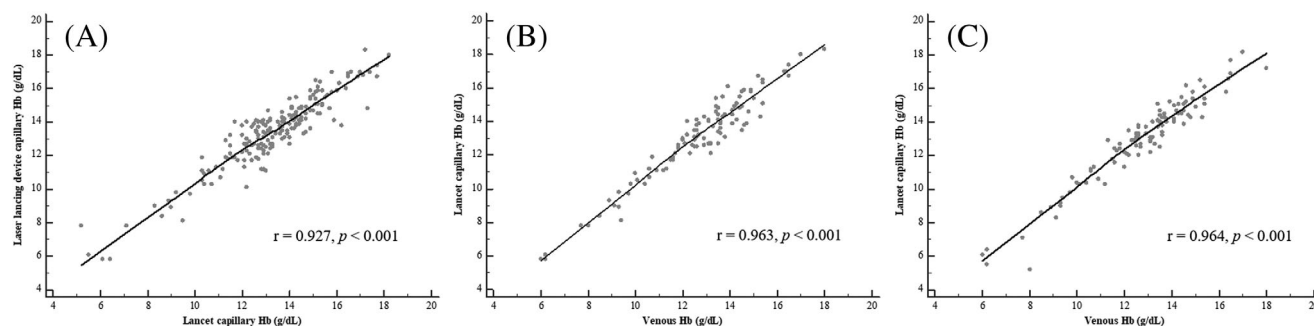 (A)
20
18
16
14
12
10
8
6
4
Laser lancing device capillary Hb (g/dL)
r = 0.927, p < 0.001
4 6 8 10 12 14 16 18 20
Lancet capillary Hb (g/dL)
(B)
20
18
16
14
12
10
8
6
4
Lancet capillary Hb (g/dL)
r = 0.963, p < 0.001
4 6 8 10 12 14 16 18 20
Venous Hb (g/dL)
(C)
20
18
16
14
12
10
8
6
4
Lancet capillary Hb (g/dL)
r = 0.964, p < 0.001
4 6 8 10 12 14 16 18 20
Venous Hb (g/dL)